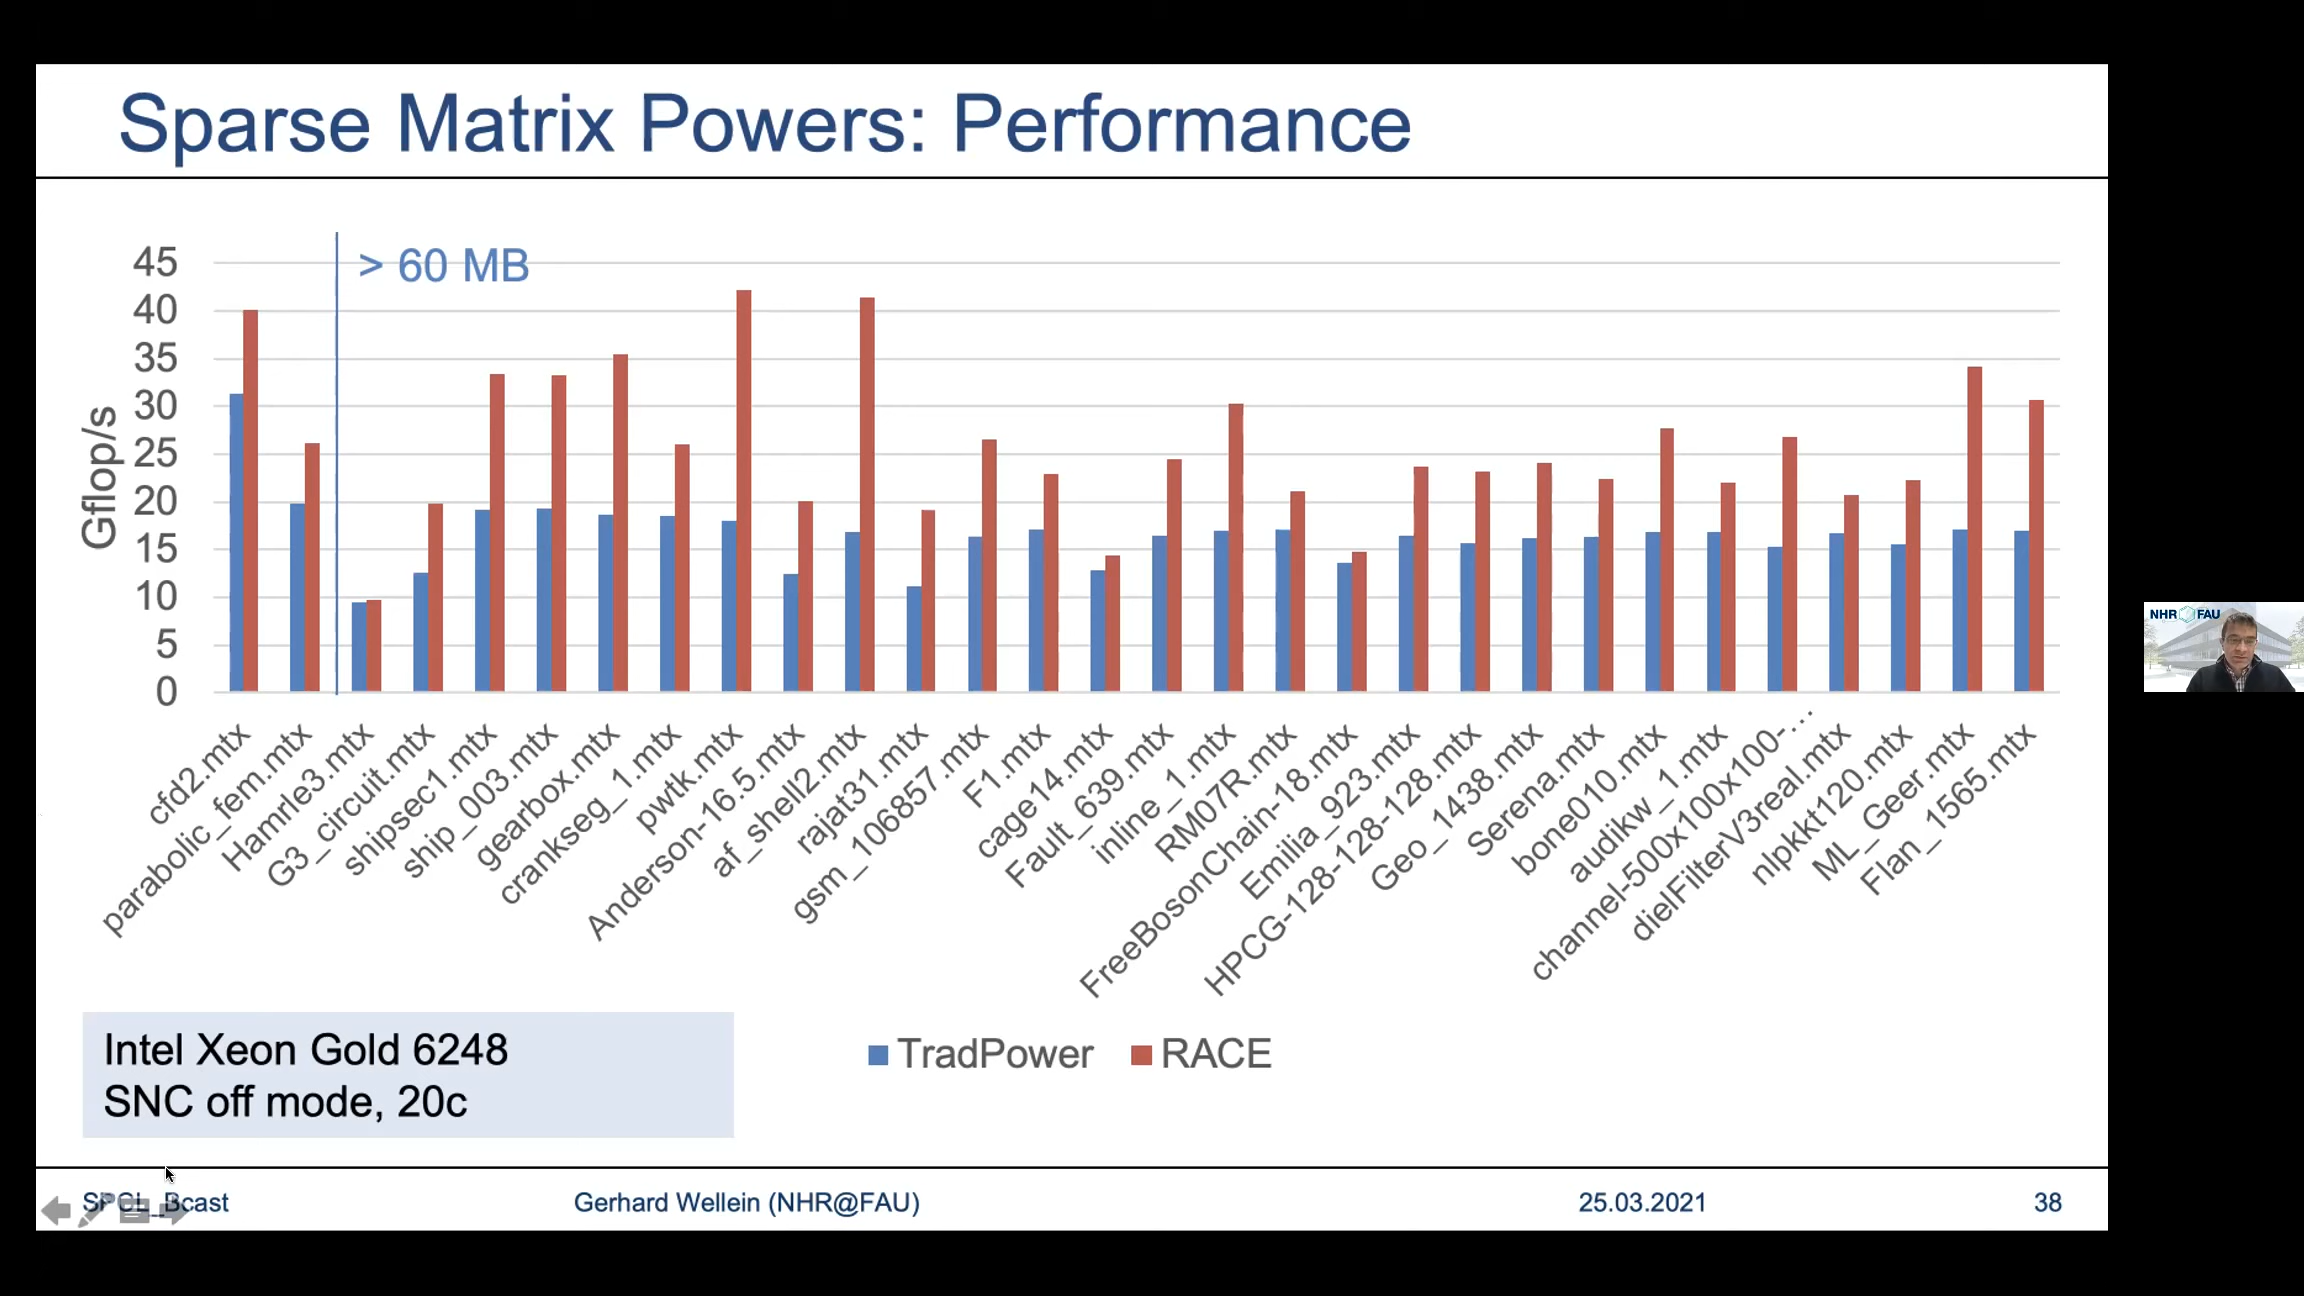 Sparse Matrix Powers: Performance
> 60 MB
45
40
35
30
25
20
15
10
5
0
Gflop/s
cfd2.mtx
parabolic_fem.mtx
Hamrle3.mtx
G3_circuit.mtx
shipsec1.mtx
ship_003.mtx
gearbox.mtx
crankseg_1.mtx
pwtk.mtx
Anderson-16.5.mtx
af_shell2.mtx
rajat31.mtx
gsm_106857.mtx
F1.mtx
cage14.mtx
Fault_639.mtx
inline_1.mtx
RM07R.mtx
FreeBosonChain-18.mtx
Emilia_923.mtx
HPCG-128-128-128.mtx
Geo_1438.mtx
Serena.mtx
bone010.mtx
audikw_1.mtx
channel-500x100x100-...
dielFilterV3real.mtx
nlpkkt120.mtx
ML_Geer.mtx
Flan_1565.mtx
TradPower RACE
Intel Xeon Gold 6248
SNC off mode, 20c
SPCL_Bcast
Gerhard Wellein (NHR@FAU)
25.03.2021
38
NHR FAU